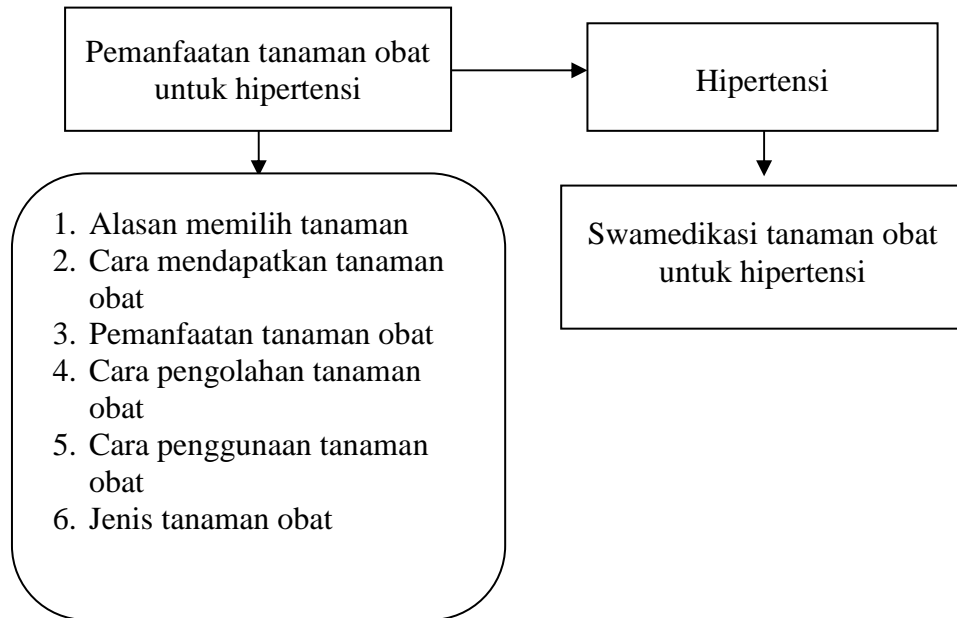 Pemanfaatan tanaman obat
untuk hipertensi
Hipertensi
1. Alasan memilih tanaman
2. Cara mendapatkan tanaman
obat
3. Pemanfaatan tanaman obat
4. Cara pengolahan tanaman
obat
5. Cara penggunaan tanaman
obat
6. Jenis tanaman obat
Swamedikasi tanaman obat
untuk hipertensi